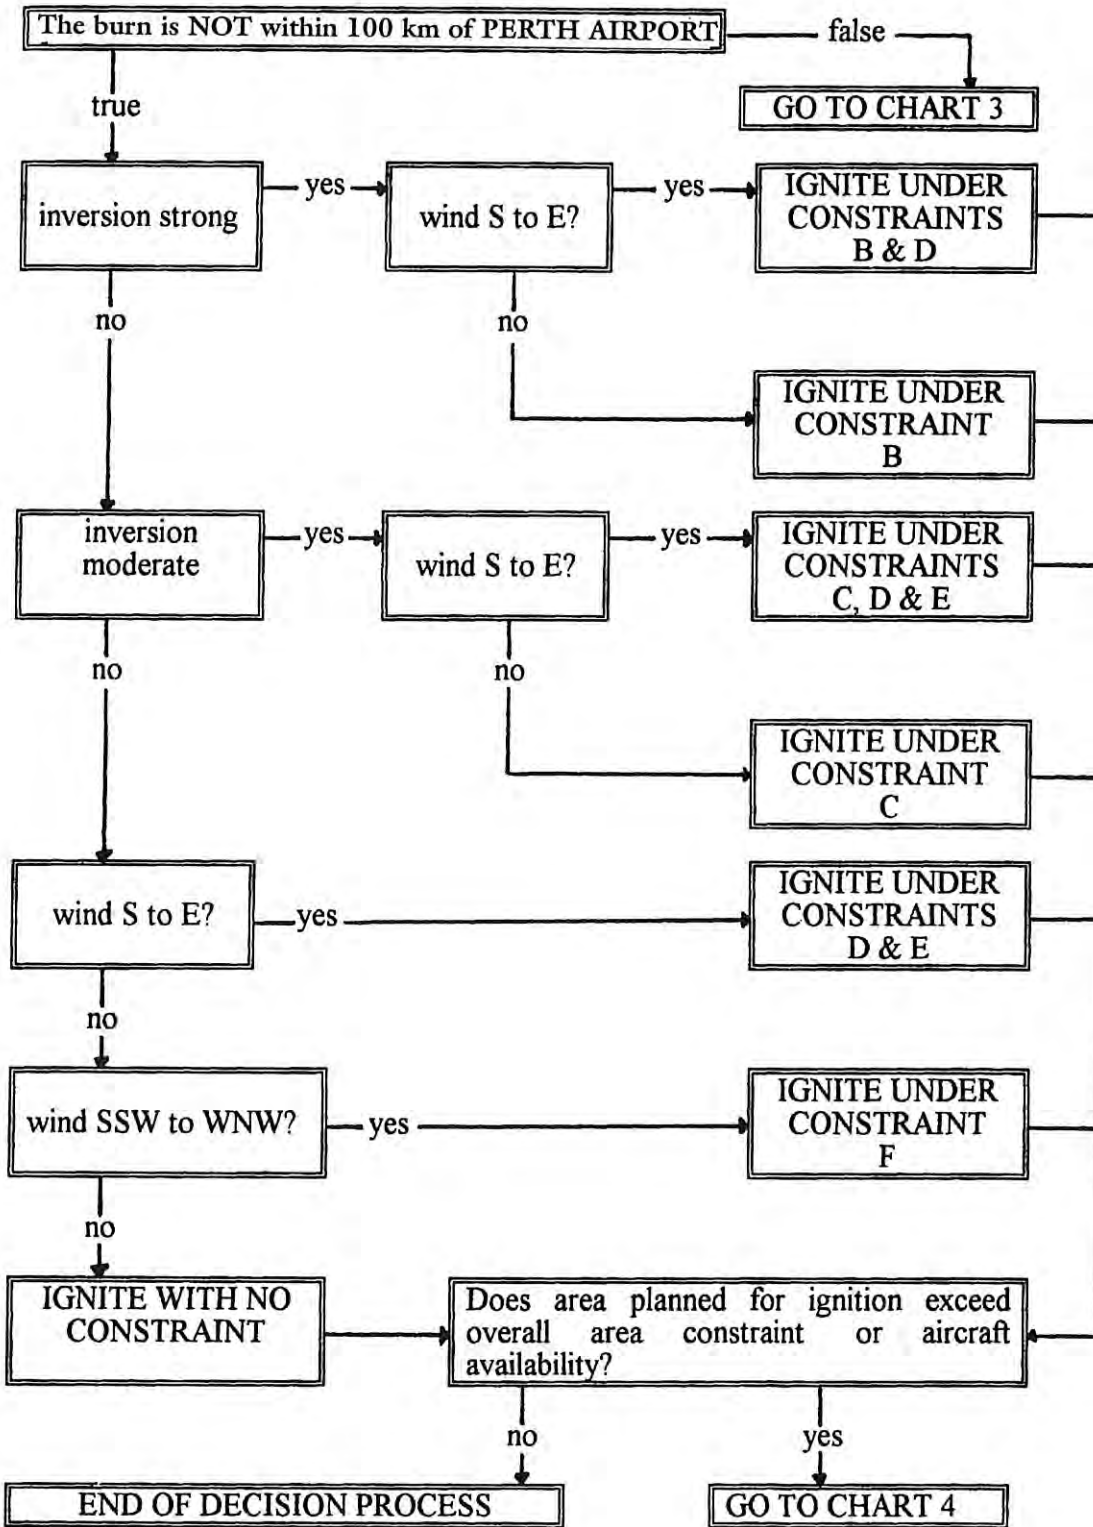 The burn is NOT within 100 km of PERTH AIRPORT
false
true
GO TO CHART 3
inversion strong
yes
wind S to E?
yes
IGNITE UNDER
CONSTRAINTS
B & D
no
no
IGNITE UNDER
CONSTRAINT
B
inversion
moderate
yes
wind S to E?
yes
IGNITE UNDER
CONSTRAINTS
C, D & E
no
no
IGNITE UNDER
CONSTRAINT
C
wind S to E?
yes
IGNITE UNDER
CONSTRAINTS
D & E
no
wind SSW to WNW?
yes
IGNITE UNDER
CONSTRAINT
F
no
IGNITE WITH NO
CONSTRAINT
Does area planned for ignition exceed
overall area constraint or aircraft
availability?
no
yes
END OF DECISION PROCESS
GO TO CHART 4